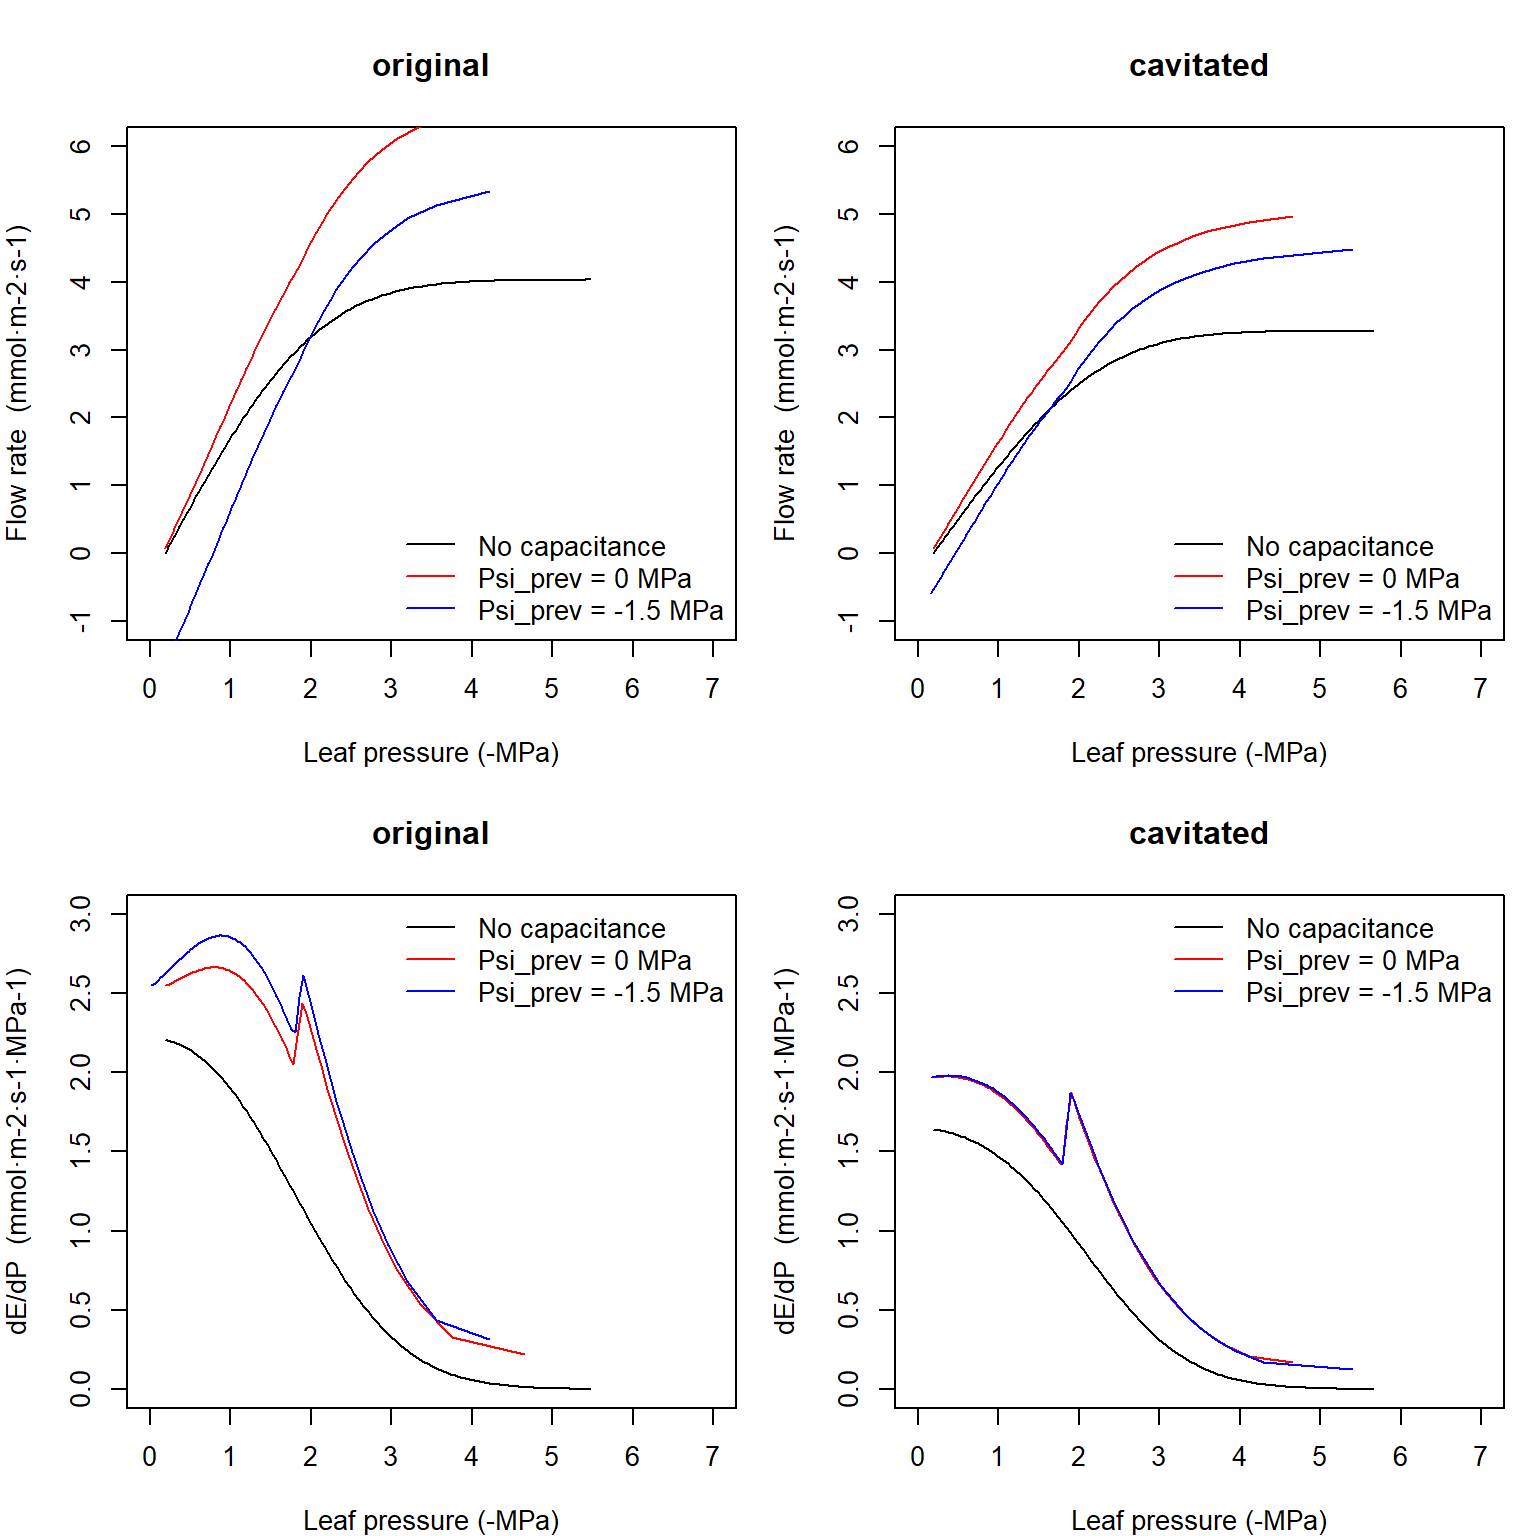 original
Flow rate  (mmol·m-2·s-1)
6
5
4
3
2
1
0
-1
No capacitance
Psi_prev = 0 MPa
Psi_prev = -1.5 MPa
0 1 2 3 4 5 6 7
Leaf pressure (-MPa)
cavitated
Flow rate  (mmol·m-2·s-1)
6
5
4
3
2
1
0
-1
No capacitance
Psi_prev = 0 MPa
Psi_prev = -1.5 MPa
0 1 2 3 4 5 6 7
Leaf pressure (-MPa)
original
dE/dP  (mmol·m-2·s-1·MPa-1)
3.0
2.5
2.0
1.5
1.0
0.5
0.0
No capacitance
Psi_prev = 0 MPa
Psi_prev = -1.5 MPa
0 1 2 3 4 5 6 7
Leaf pressure (-MPa)
cavitated
dE/dP  (mmol·m-2·s-1·MPa-1)
3.0
2.5
2.0
1.5
1.0
0.5
0.0
No capacitance
Psi_prev = 0 MPa
Psi_prev = -1.5 MPa
0 1 2 3 4 5 6 7
Leaf pressure (-MPa)